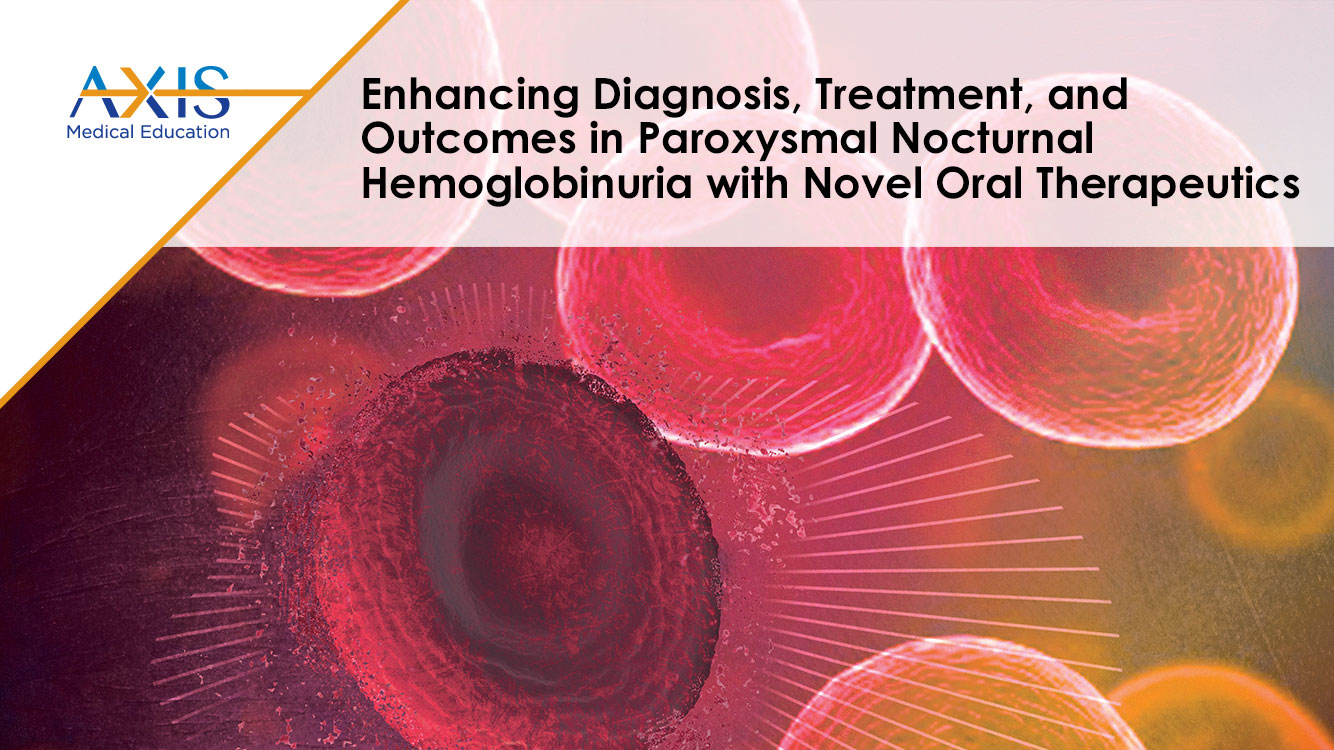 AXIS
Medical Education
Enhancing Diagnosis, Treatment, and
Outcomes in Paroxysmal Nocturnal
Hemoglobinuria with Novel Oral Therapeutics